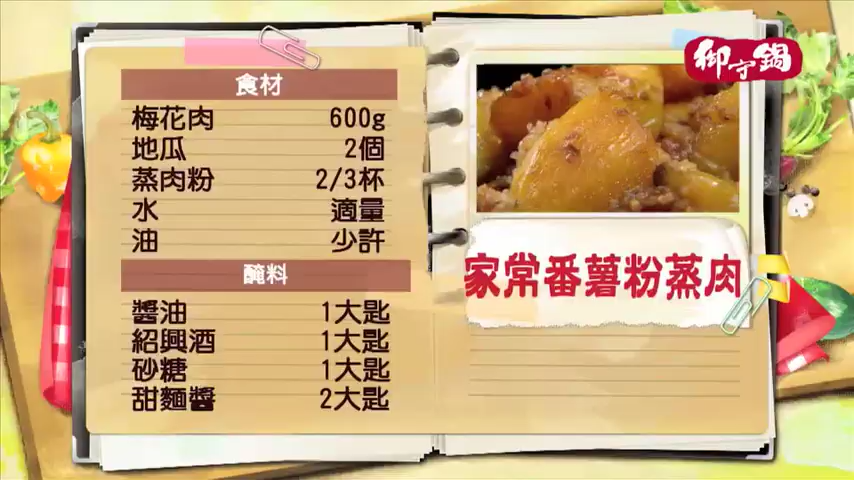 食材
梅花肉 600g
地瓜 2個
蒸肉粉 2/3杯
水 適量
油 少許
醃料
醬油 1大匙
紹興酒 1大匙
砂糖 1大匙
甜麵醬 2大匙
御守鍋
家常番薯粉蒸肉